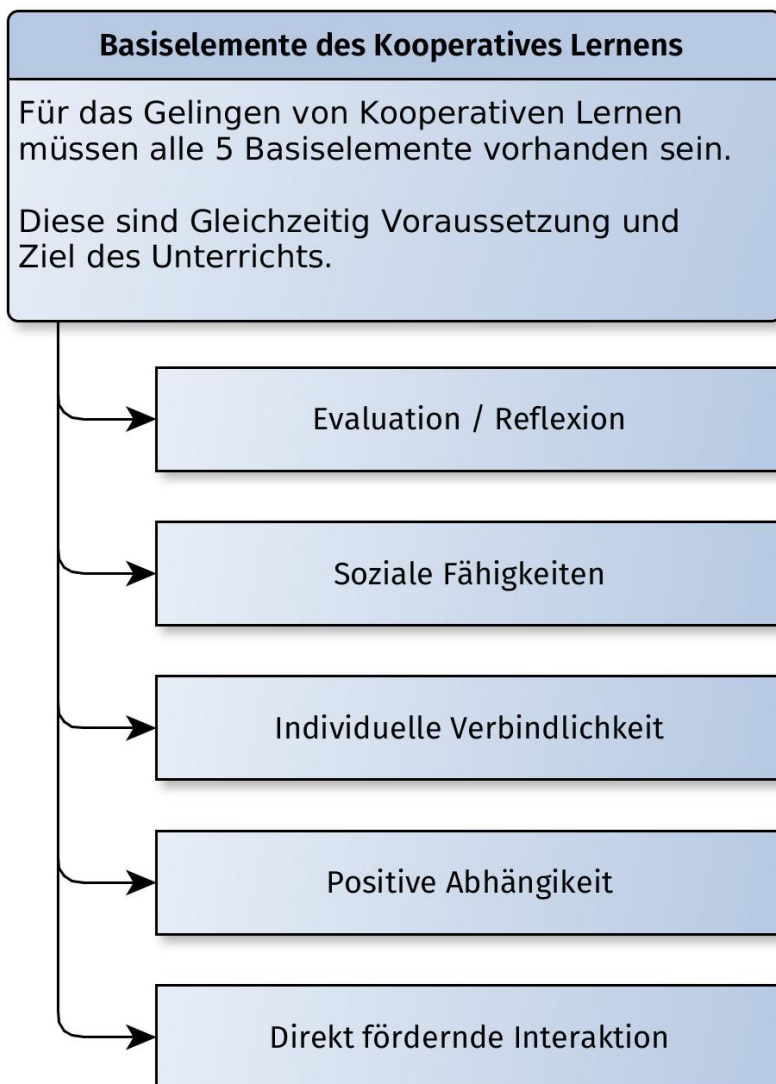 Basiselemente des Kooperatives Lernens
Für das Gelingen von Kooperativen Lernen
müssen alle 5 Basiselemente vorhanden sein.
Diese sind Gleichzeitig Voraussetzung und
Ziel des Unterrichts.
Evaluation / Reflexion
Soziale Fähigkeiten
Individuelle Verbindlichkeit
Positive Abhängikeit
Direkt fördernde Interaktion